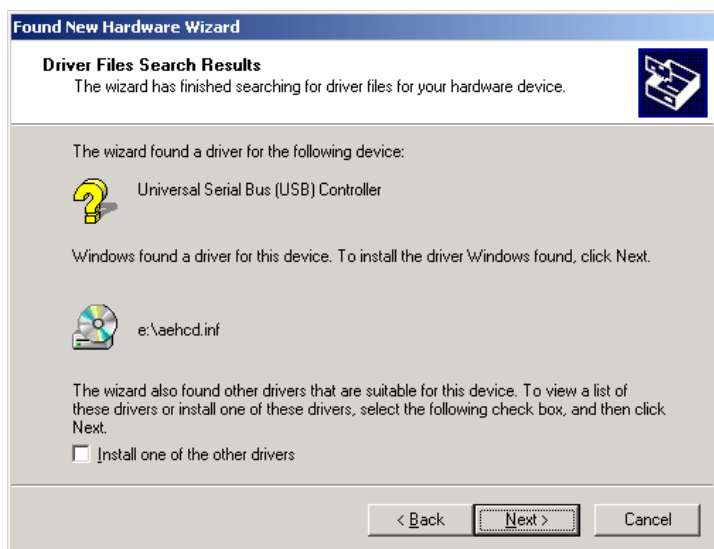 Found New Hardware Wizard
Driver Files Search Results
The wizard has finished searching for driver files for your hardware device.
The wizard found a driver for the following device:
Universal Serial Bus (USB) Controller
Windows found a driver for this device. To install the driver Windows found, click Next.
e:\aehcd.inf
The wizard also found other drivers that are suitable for this device. To view a list of
these drivers or install one of these drivers, select the following check box, and then click
Next.
Install one of the other drivers
< Back Next > Cancel